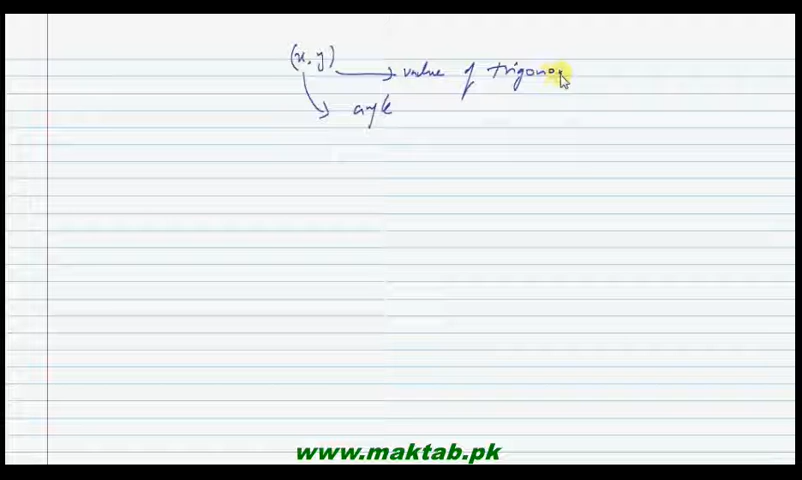 (x, y) → value of trigono
→ angle
www.maktab.pk